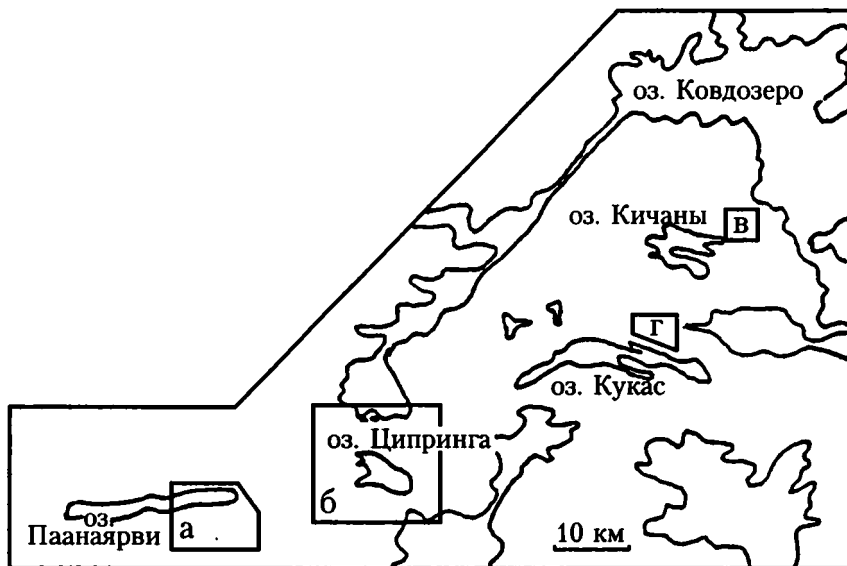 оз. Ковдозеро
оз. Кичаны
в
г
оз. Кукас
оз. Ципринга
б
оз.
Паанаярви
а
10 км